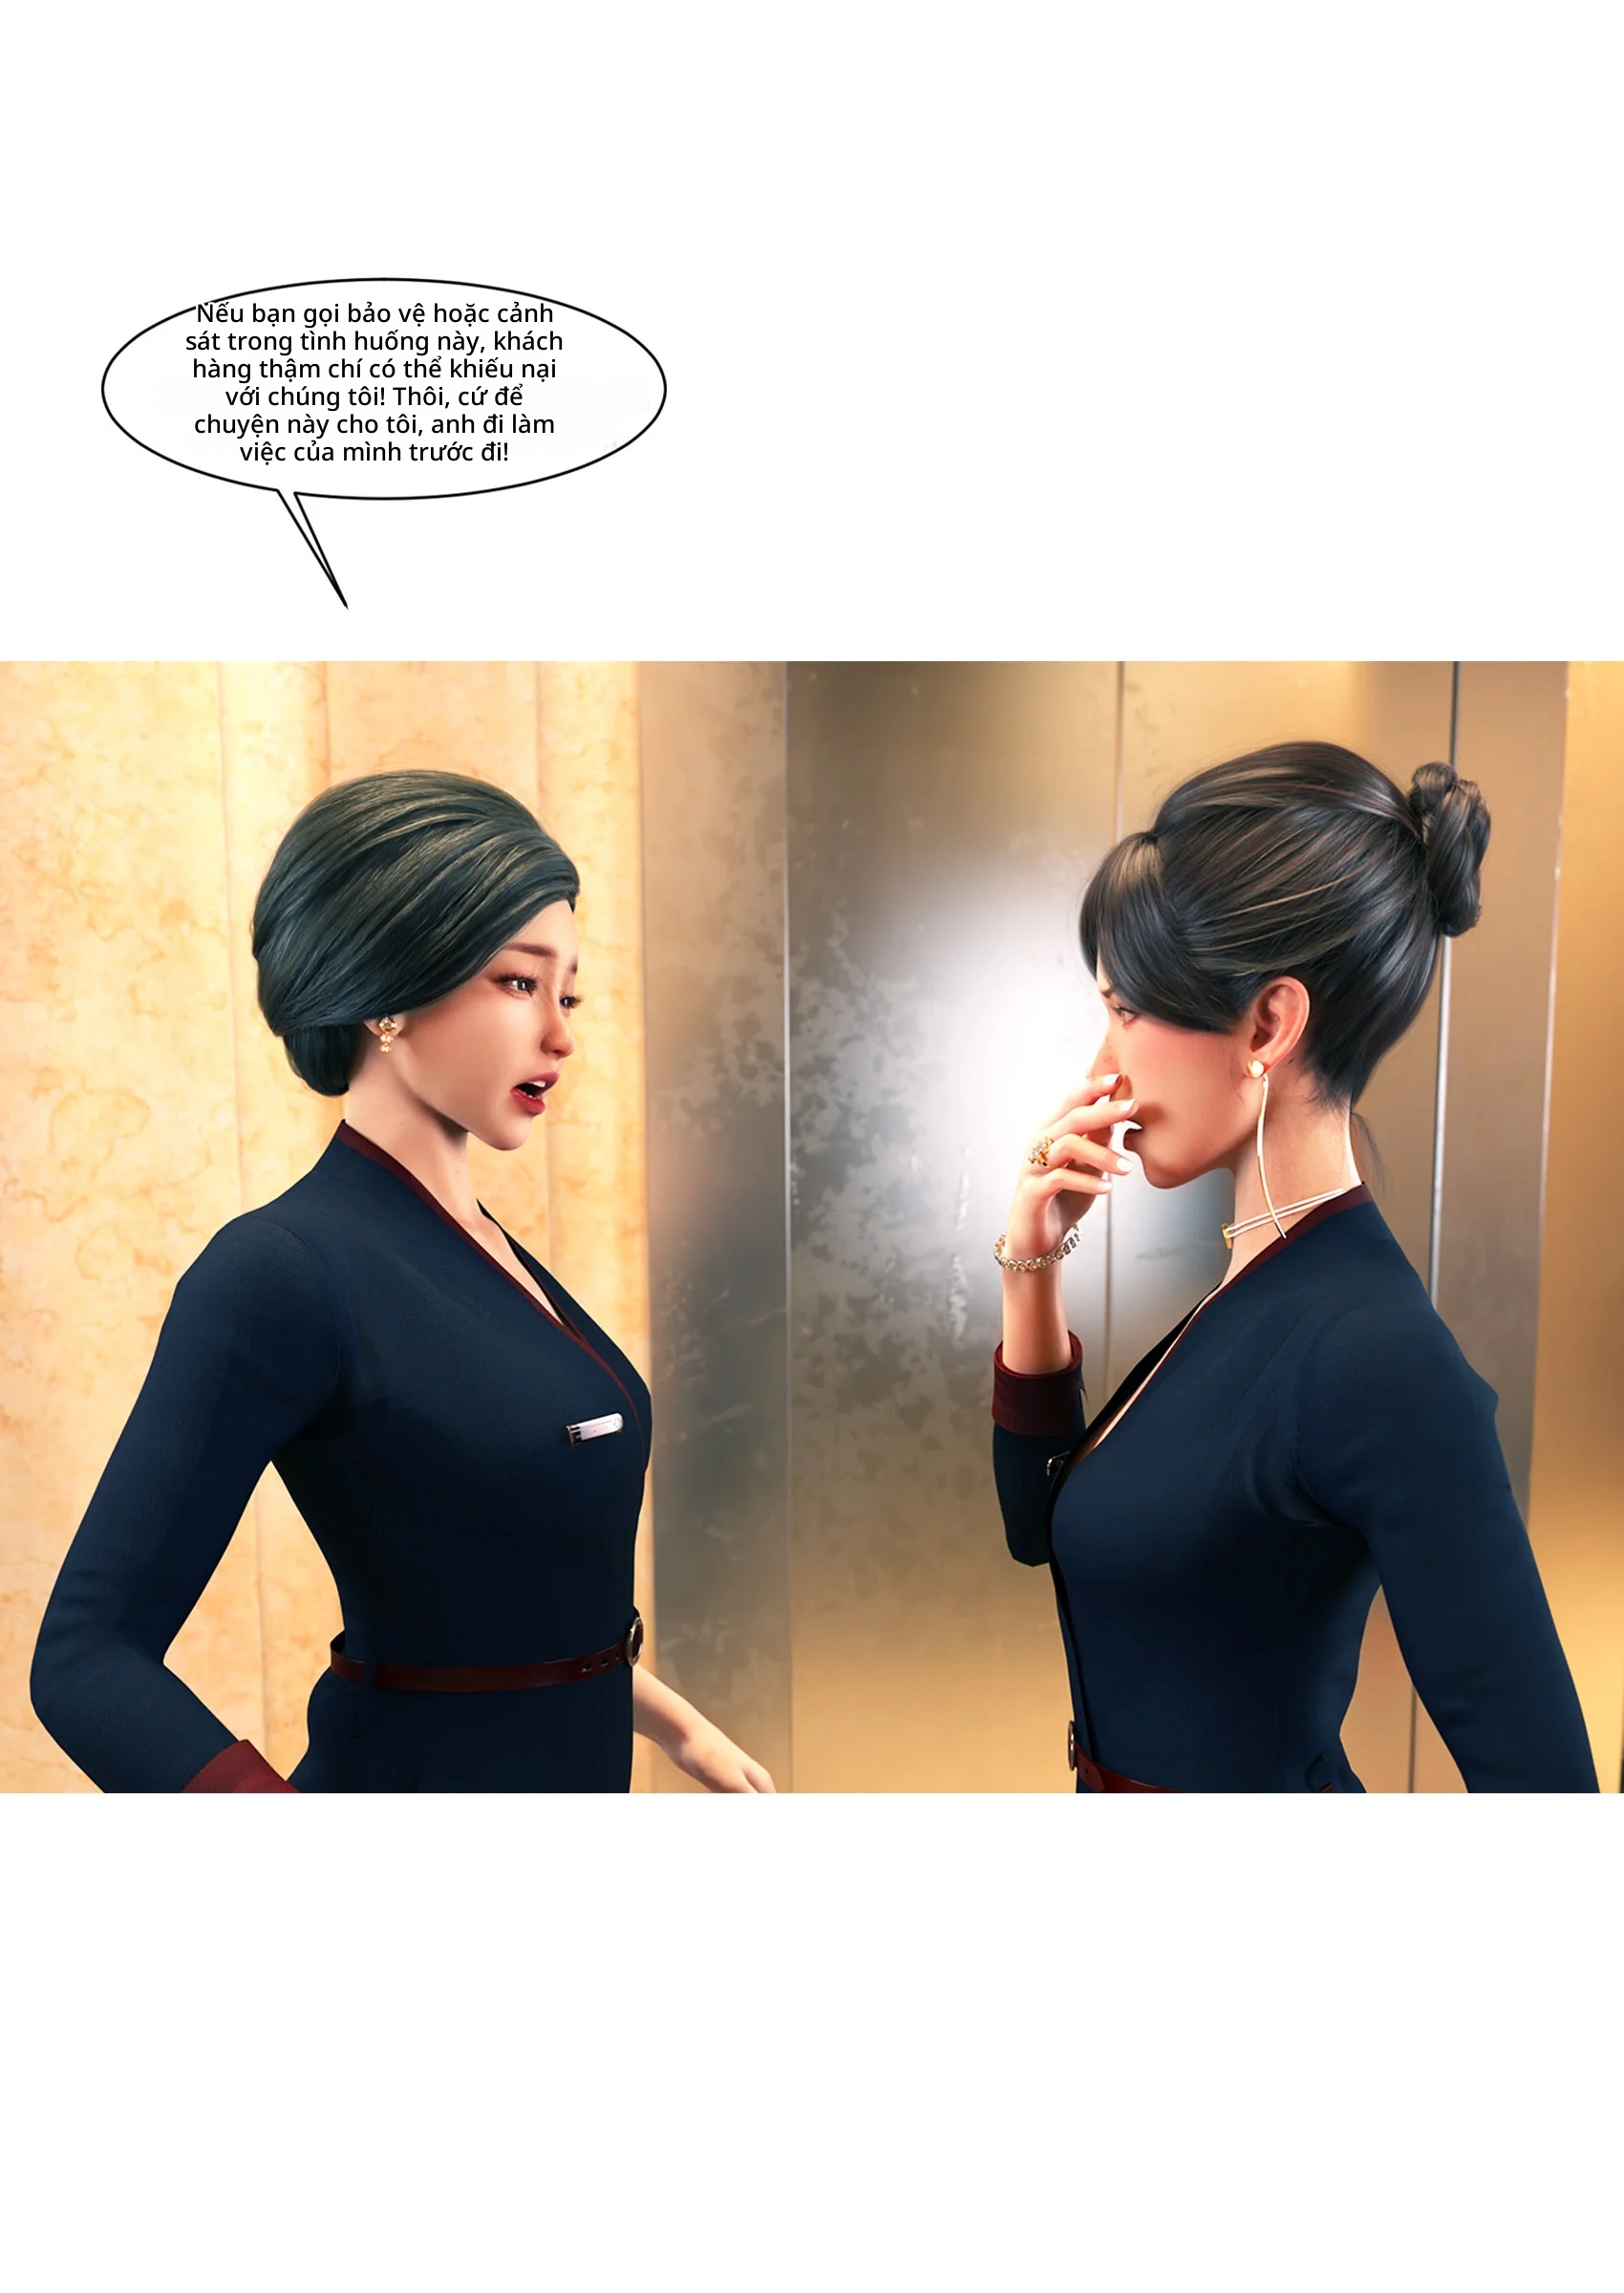 Nếu bạn gọi bảo vệ hoặc cảnh
sát trong tình huống này, khách
hàng thậm chí có thể khiếu nại
với chúng tôi! Thôi, cứ để
chuyện này cho tôi, anh đi làm
việc của mình trước đi!